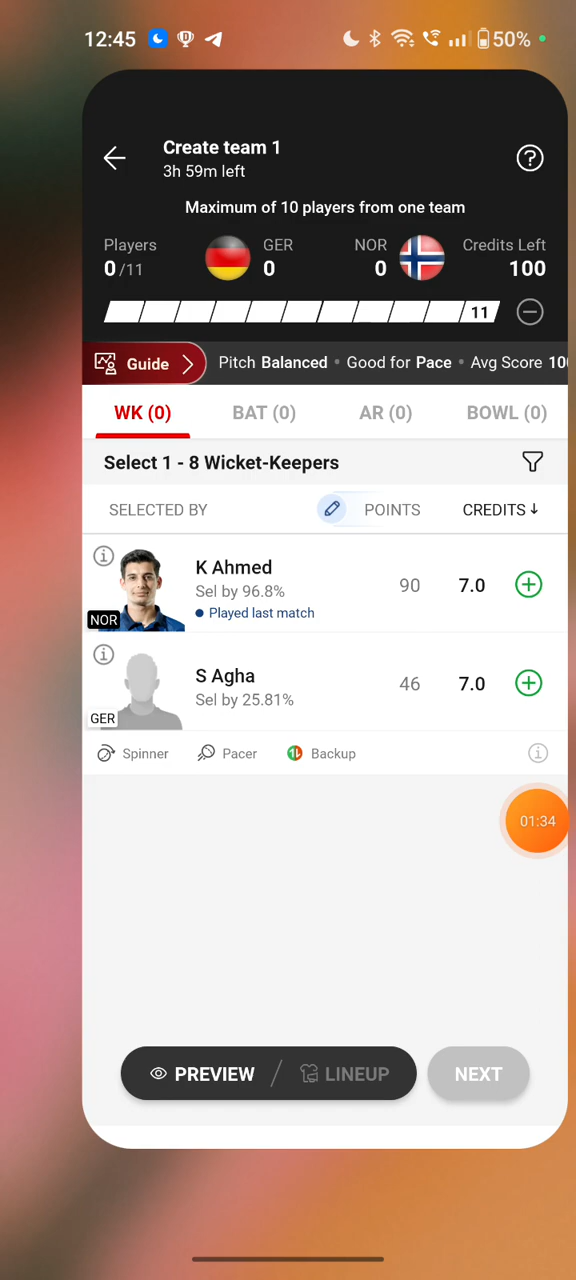 12:45
50%
Create team 1
3h 59m left
Maximum of 10 players from one team
Players GER NOR Credits Left
0/11 0 0 100
11
Guide Pitch Balanced • Good for Pace • Avg Score
WK (0) BAT (0) AR (0) BOWL (0)
Select 1 - 8 Wicket-Keepers
SELECTED BY POINTS CREDITS↓
K Ahmed
Sel by 96.8%
90 7.0
Played last match
NOR
S Agha
Sel by 25.81%
46 7.0
GER
Spinner Pacer Backup
01:34
PREVIEW / LINEUP NEXT